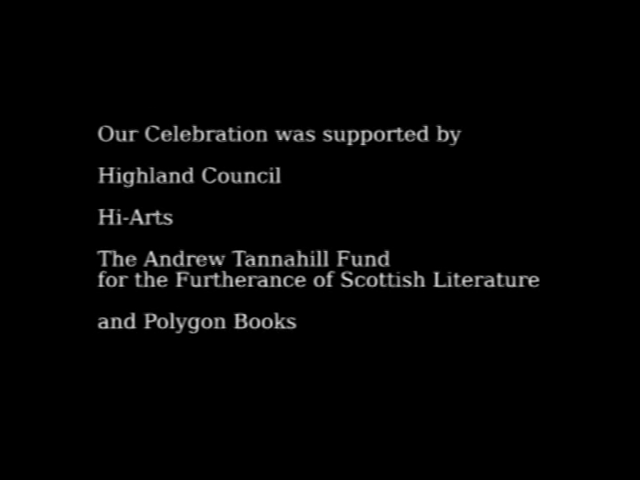 Our Celebration was supported by
Highland Council
Hi-Arts
The Andrew Tannahill Fund
for the Furtherance of Scottish Literature
and Polygon Books